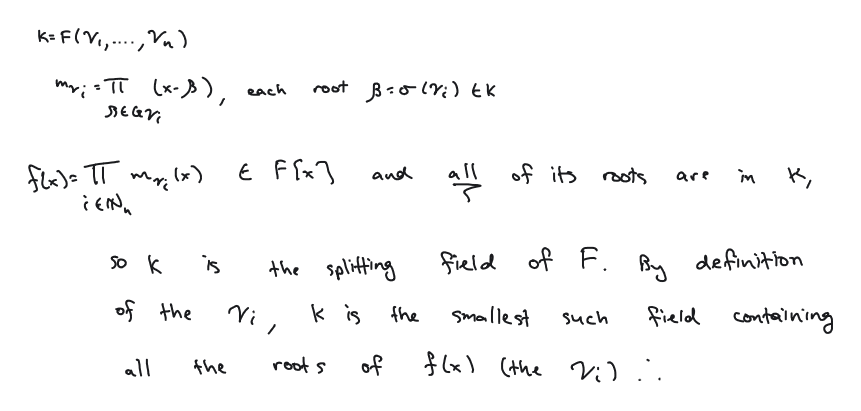 K = F(γ₁, ...., γₙ)
m_{γᵢ} = ∏_{β∈Gγᵢ} (x-β), each root β = σ(γᵢ) ∈ K
f(x) = ∏_{i∈ℕₙ} m_{γᵢ}(x) ∈ F[x] and all of its roots are in K,
so K is the splitting field of F. By definition
of the γᵢ, K is the smallest such field containing
all the roots of f(x) (the γᵢ) ∴